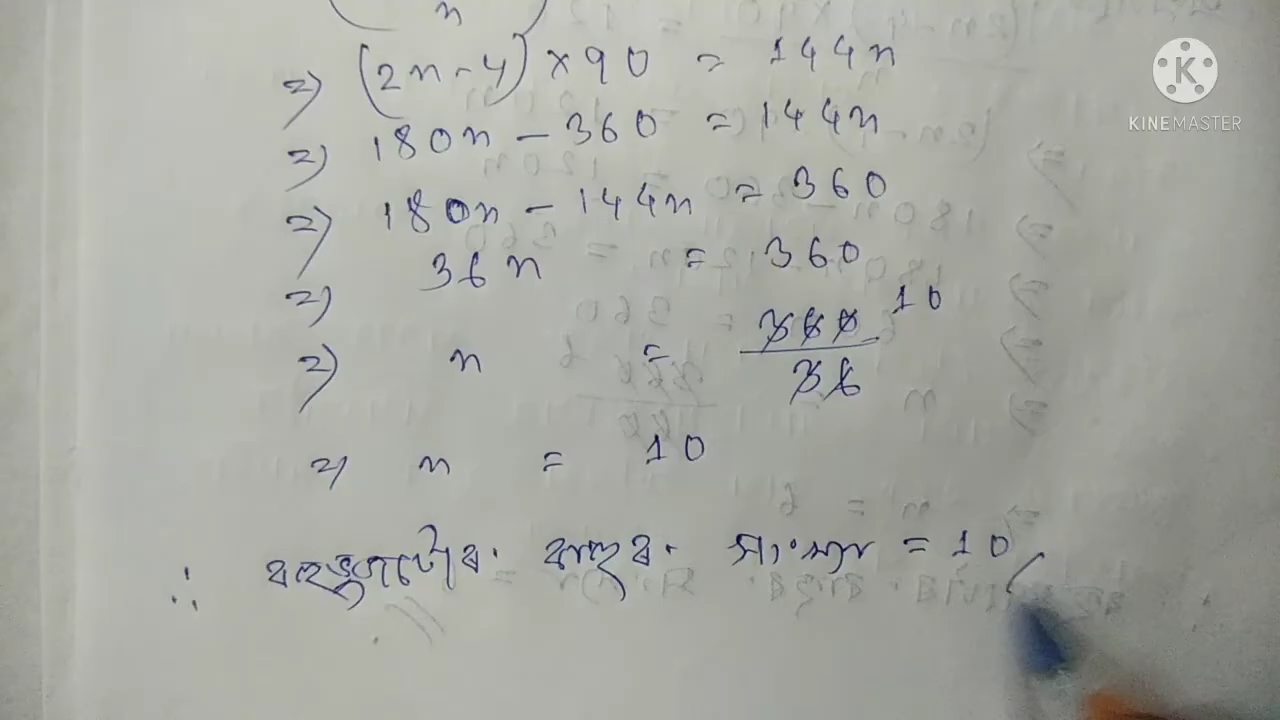 n
⇒) (2n-4) × 90 = 144n
⇒) 180n - 360 = 144n
⇒) 180n - 144n = 360
⇒) 36n = 360
⇒) n = 360/36 10
⇒) n = 10
∴ বহুভুজটোৰ বাহুৰ সংখ্যা = 10
KINEMASTER